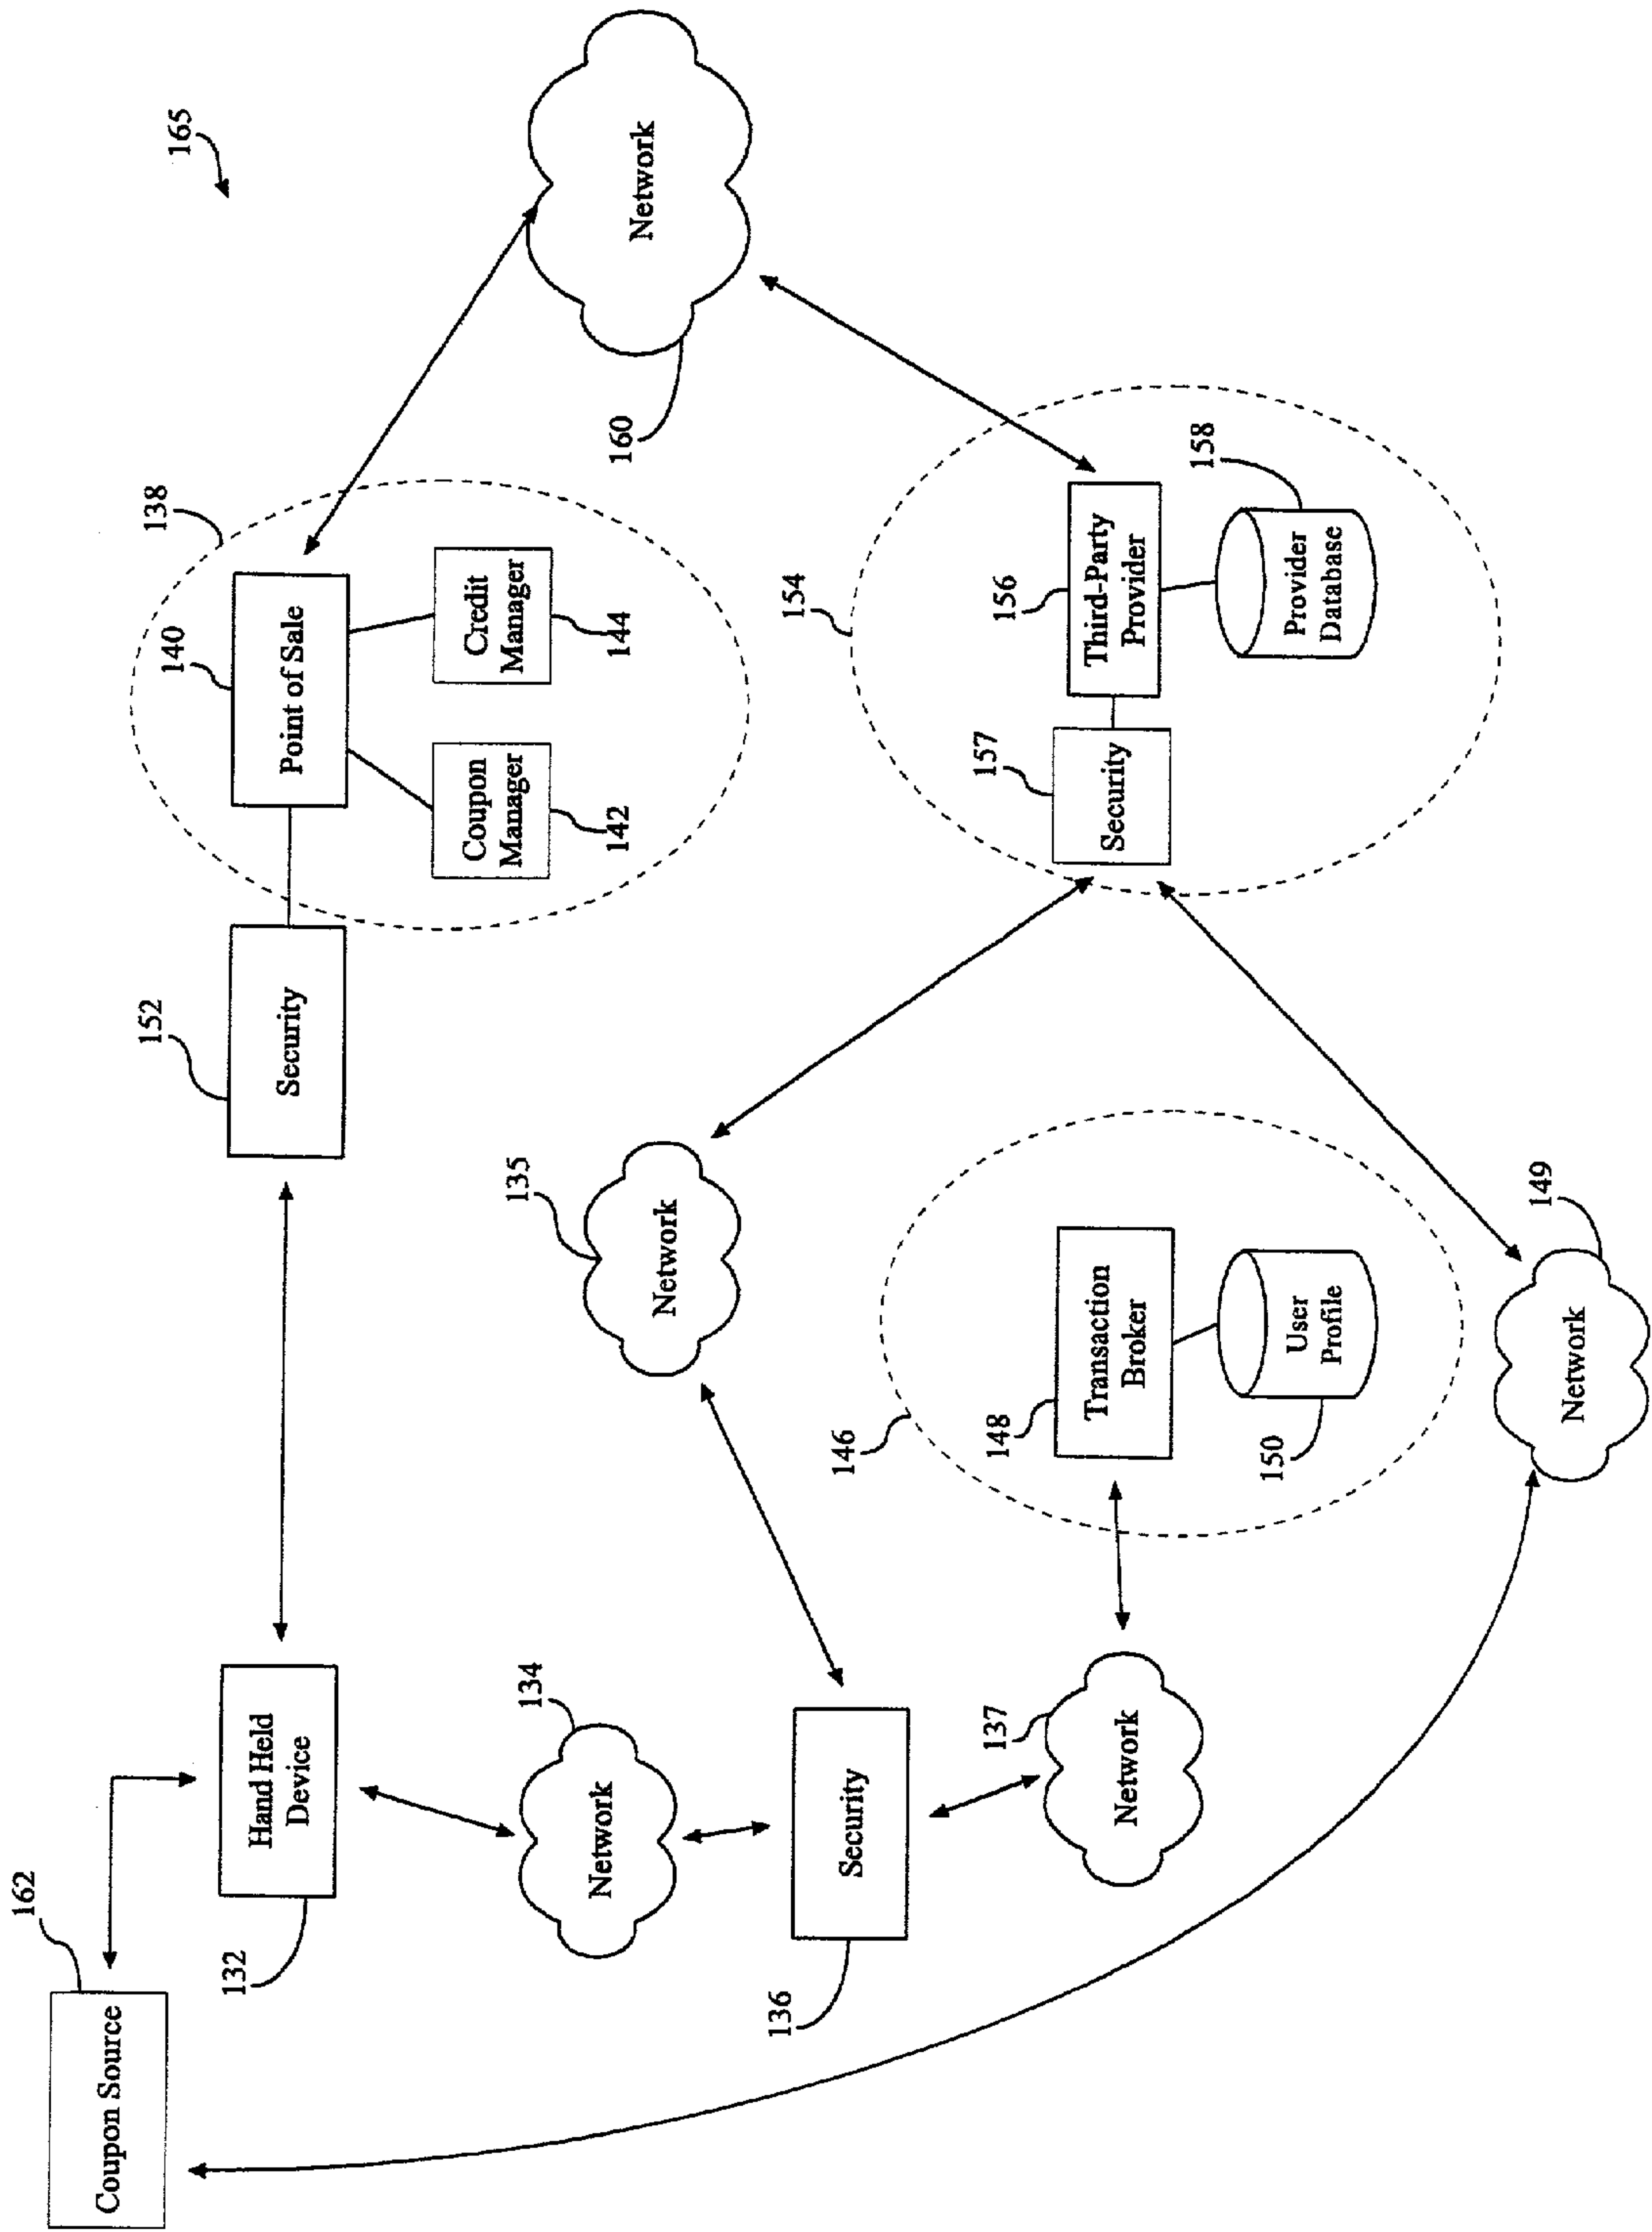 162
Coupon Source
132
Hand Held
Device
152
Security
140
Point of Sale
138
165
Coupon
Manager
142
Credit
Manager
144
134
Network
135
Network
160
Network
136
Security
137
Network
146
148
Transaction
Broker
150
User
Profile
154
157
Security
156
Third-Party
Provider
158
Provider
Database
149
Network